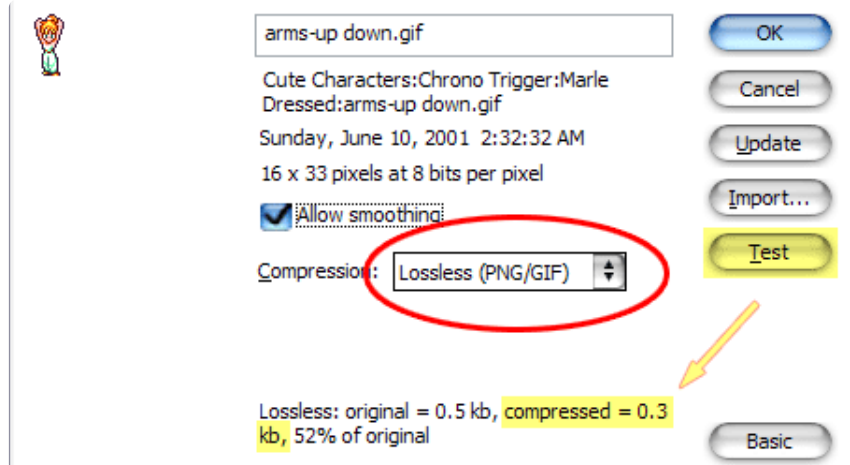 arms-up down.gif
OK
Cute Characters:Chrono Trigger:Marle
Dressed:arms-up down.gif
Cancel
Sunday, June 10, 2001 2:32:32 AM
Update
16 x 33 pixels at 8 bits per pixel
Import...
Allow smoothing
Test
Compression: Lossless (PNG/GIF)
Lossless: original = 0.5 kb, compressed = 0.3
kb, 52% of original
Basic